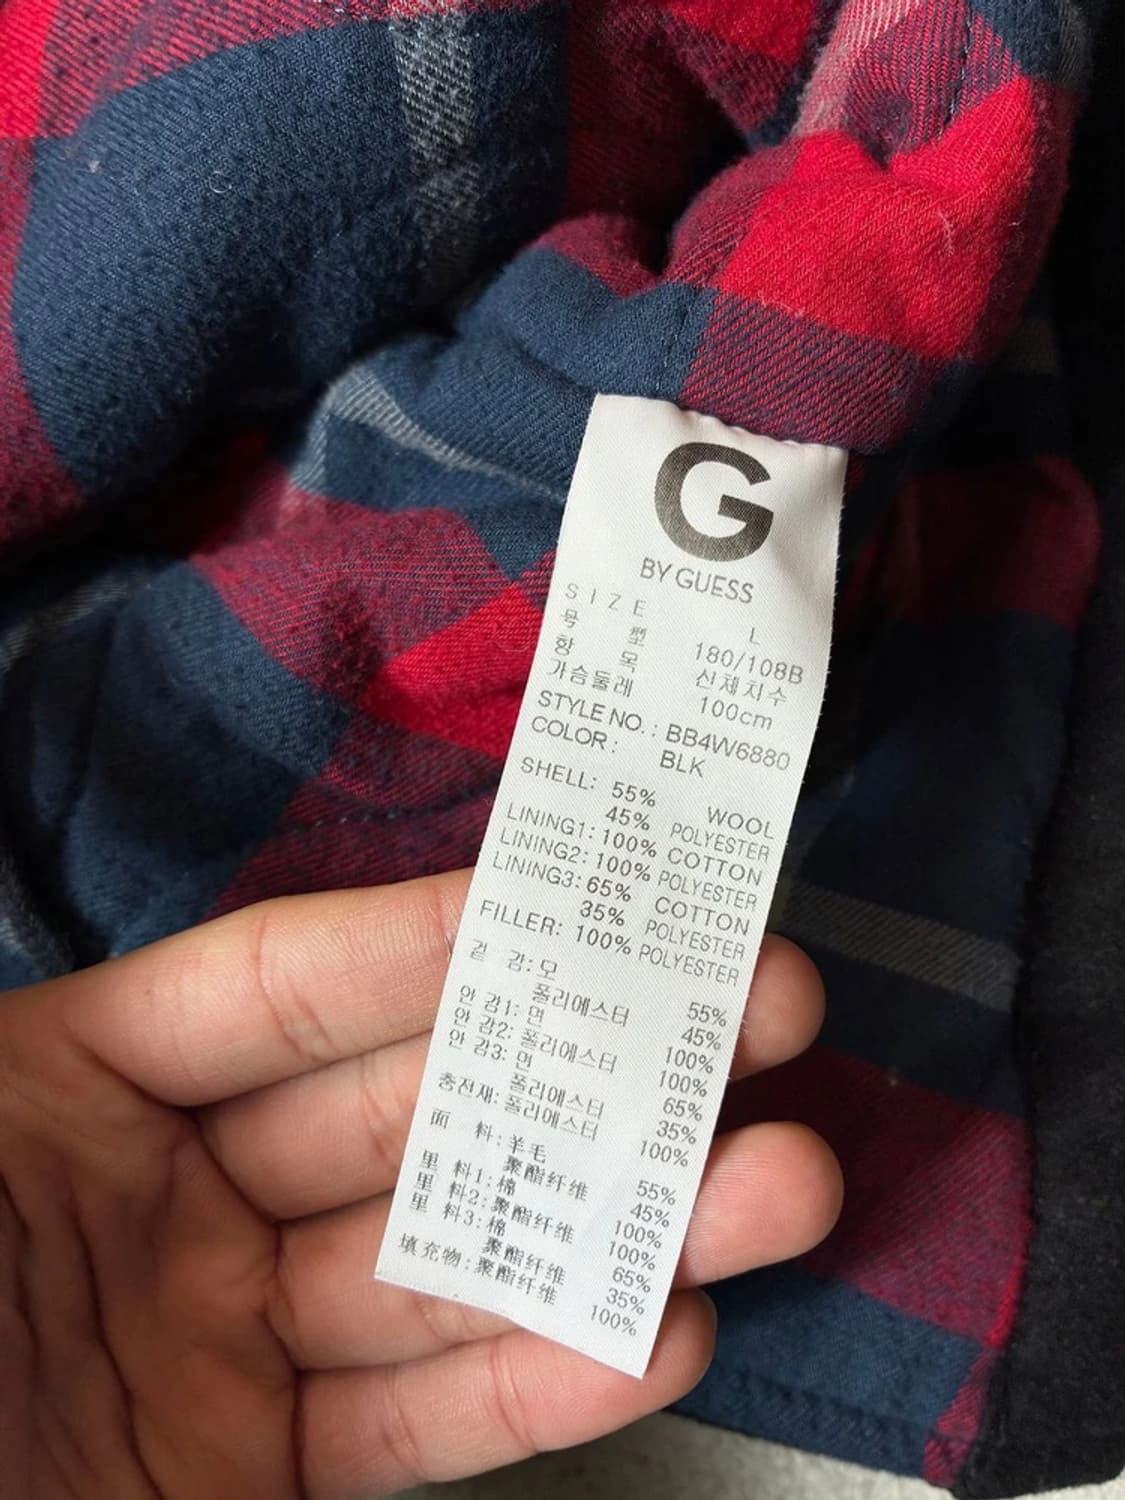 G
BY GUESS
SIZE L
号 型 180/108B
항 목 신체치수
가슴둘레 100cm
STYLE NO.: BB4W6880
COLOR: BLK
SHELL: 55% WOOL
45% POLYESTER
LINING1: 100% COTTON
LINING2: 100% POLYESTER
LINING3: 65% COTTON
35% POLYESTER
FILLER: 100% POLYESTER
겉 감: 모 55%
폴리에스터 45%
안 감1: 면 100%
안 감2: 폴리에스터 100%
안 감3: 면 65%
폴리에스터 35%
충전재: 폴리에스터 100%
面 料: 羊毛 55%
聚酯纤维 45%
里 料1: 棉 100%
里 料2: 聚酯纤维 100%
里 料3: 棉 65%
聚酯纤维 35%
填充物: 聚酯纤维 100%